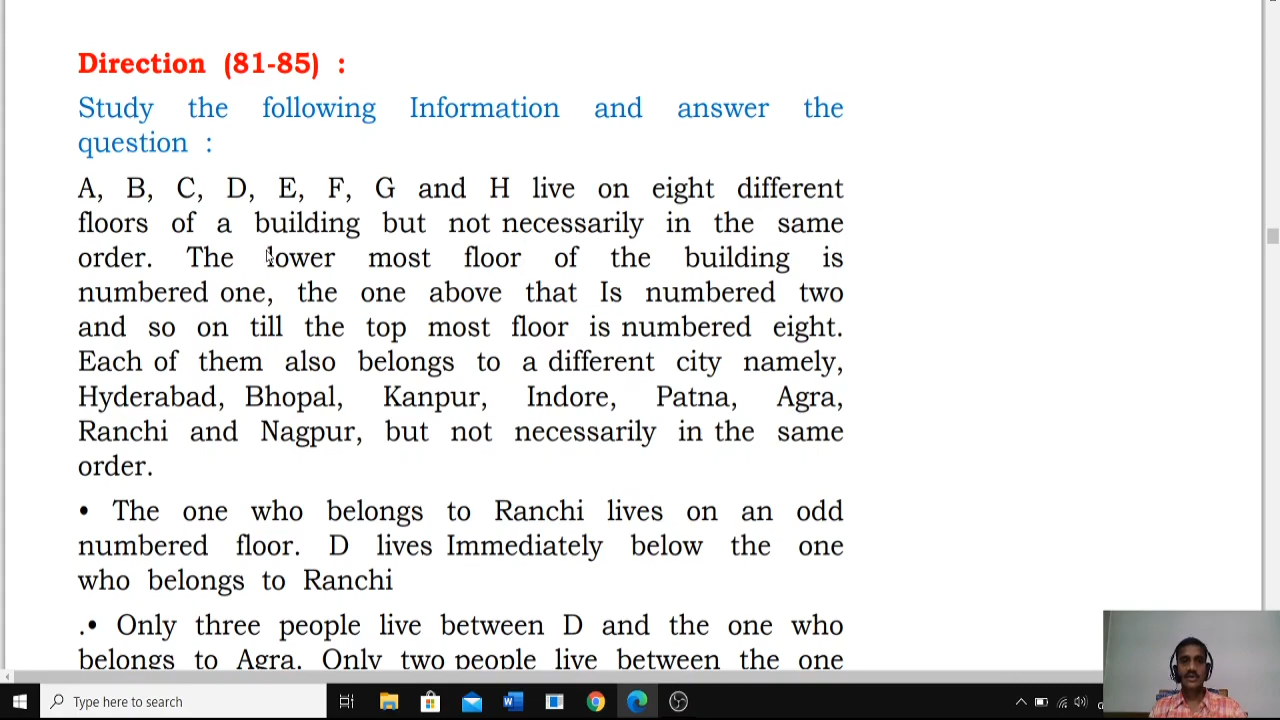 Direction (81-85) :
Study the following Information and answer the
question :
A, B, C, D, E, F, G and H live on eight different
floors of a building but not necessarily in the same
order. The lower most floor of the building is
numbered one, the one above that Is numbered two
and so on till the top most floor is numbered eight.
Each of them also belongs to a different city namely,
Hyderabad, Bhopal, Kanpur, Indore, Patna, Agra,
Ranchi and Nagpur, but not necessarily in the same
order.
• The one who belongs to Ranchi lives on an odd
numbered floor. D lives Immediately below the one
who belongs to Ranchi
.• Only three people live between D and the one who
belongs to Agra. Only two people live between the one
Type here to search